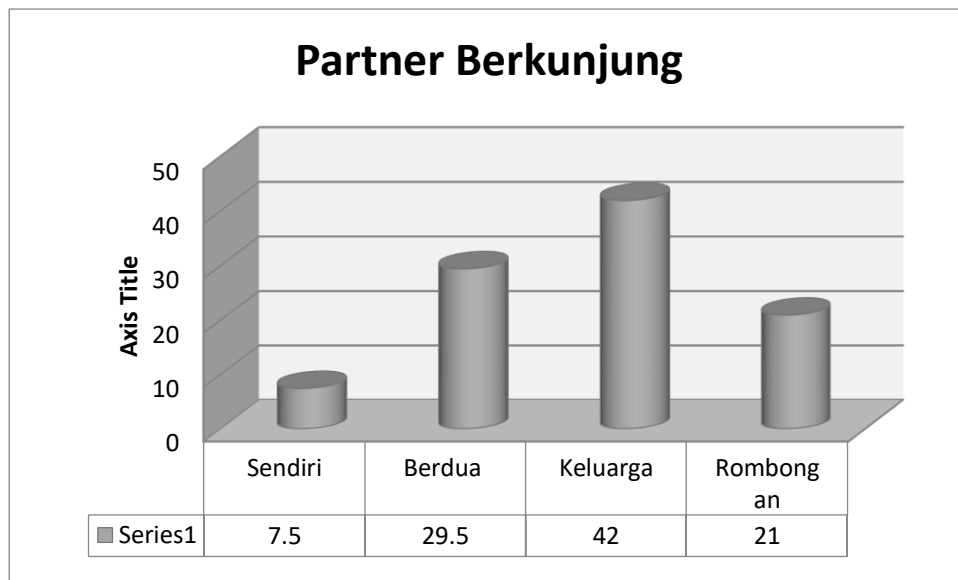 Partner Berkunjung
Axis Title
50
40
30
20
10
0
Sendiri Berdua Keluarga Rombong
an
Series1 7.5 29.5 42 21